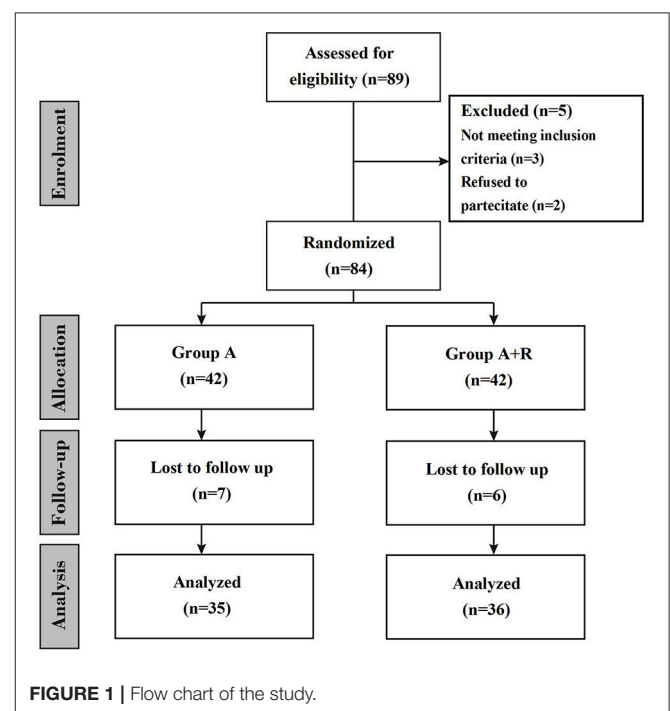 Assessed for
eligibility (n=89)
Enrolment
Excluded (n=5)
Not meeting inclusion
criteria (n=3)
Refused to
partecitate (n=2)
Randomized
(n=84)
Allocation
Group A
(n=42)
Group A+R
(n=42)
Follow-up
Lost to follow up
(n=7)
Lost to follow up
(n=6)
Analysis
Analyzed
(n=35)
Analyzed
(n=36)
FIGURE 1 | Flow chart of the study.